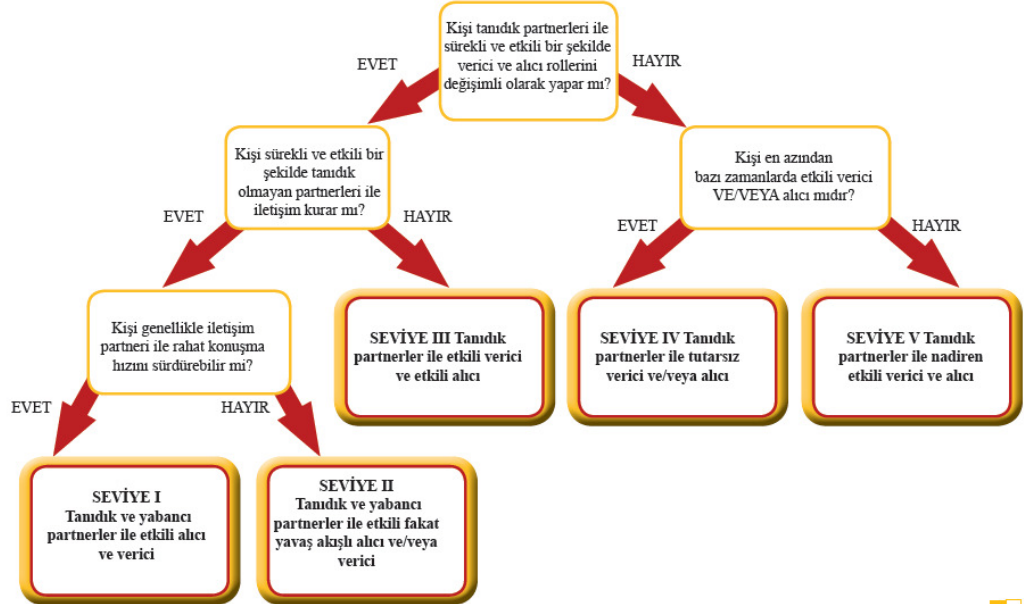 Kişi tanıdık partnerleri ile
sürekli ve etkili bir şekilde
verici ve alıcı rollerini
değişimli olarak yapar mı?
EVET
HAYIR
Kişi sürekli ve etkili bir
şekilde tanıdık
olmayan partnerleri ile
iletişim kurar mı?
Kişi en azından
bazı zamanlarda etkili verici
VE/VEYA alıcı mıdır?
EVET
HAYIR
EVET
HAYIR
Kişi genellikle iletişim
partneri ile rahat konuşma
hızını sürdürebilir mi?
SEVİYE III Tanıdık
partnerler ile etkili verici
ve etkili alıcı
SEVİYE IV Tanıdık
partnerler ile tutarsız
verici ve/veya alıcı
SEVİYE V Tanıdık
partnerler ile nadiren
etkili verici ve alıcı
EVET
HAYIR
SEVİYE I
Tanıdık ve yabancı
partnerler ile etkili alıcı
ve verici
SEVİYE II
Tanıdık ve yabancı
partnerler ile etkili fakat
yavaş akışlı alıcı ve/veya
verici